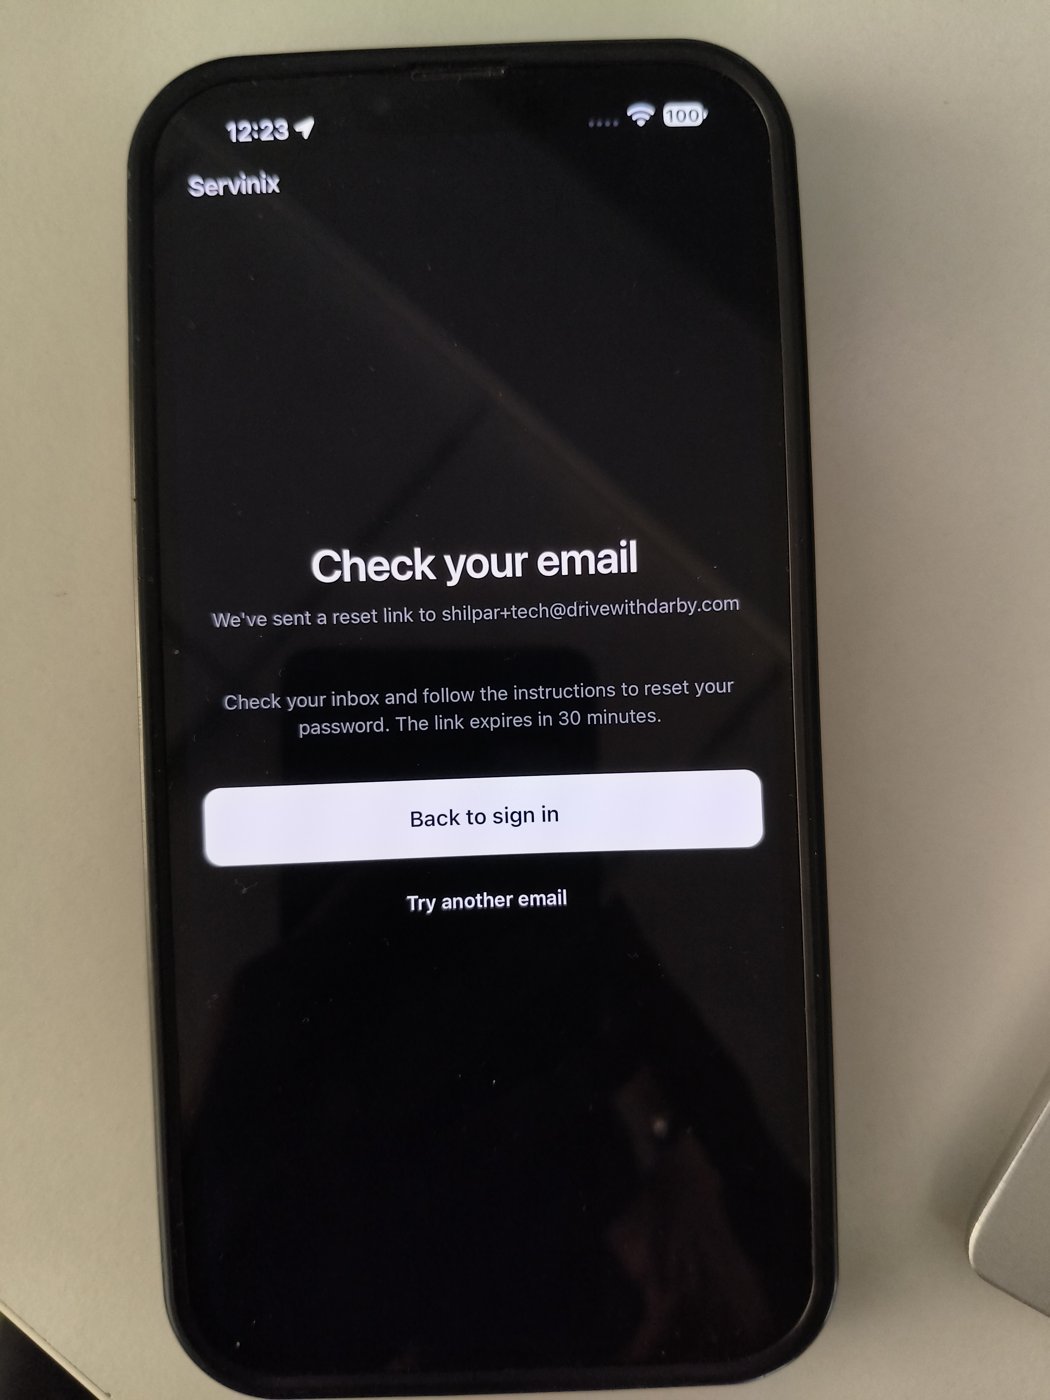 12:23
100
Servinix
Check your email
We've sent a reset link to shilpar+tech@drivewithdarby.com
Check your inbox and follow the instructions to reset your
password. The link expires in 30 minutes.
Back to sign in
Try another email